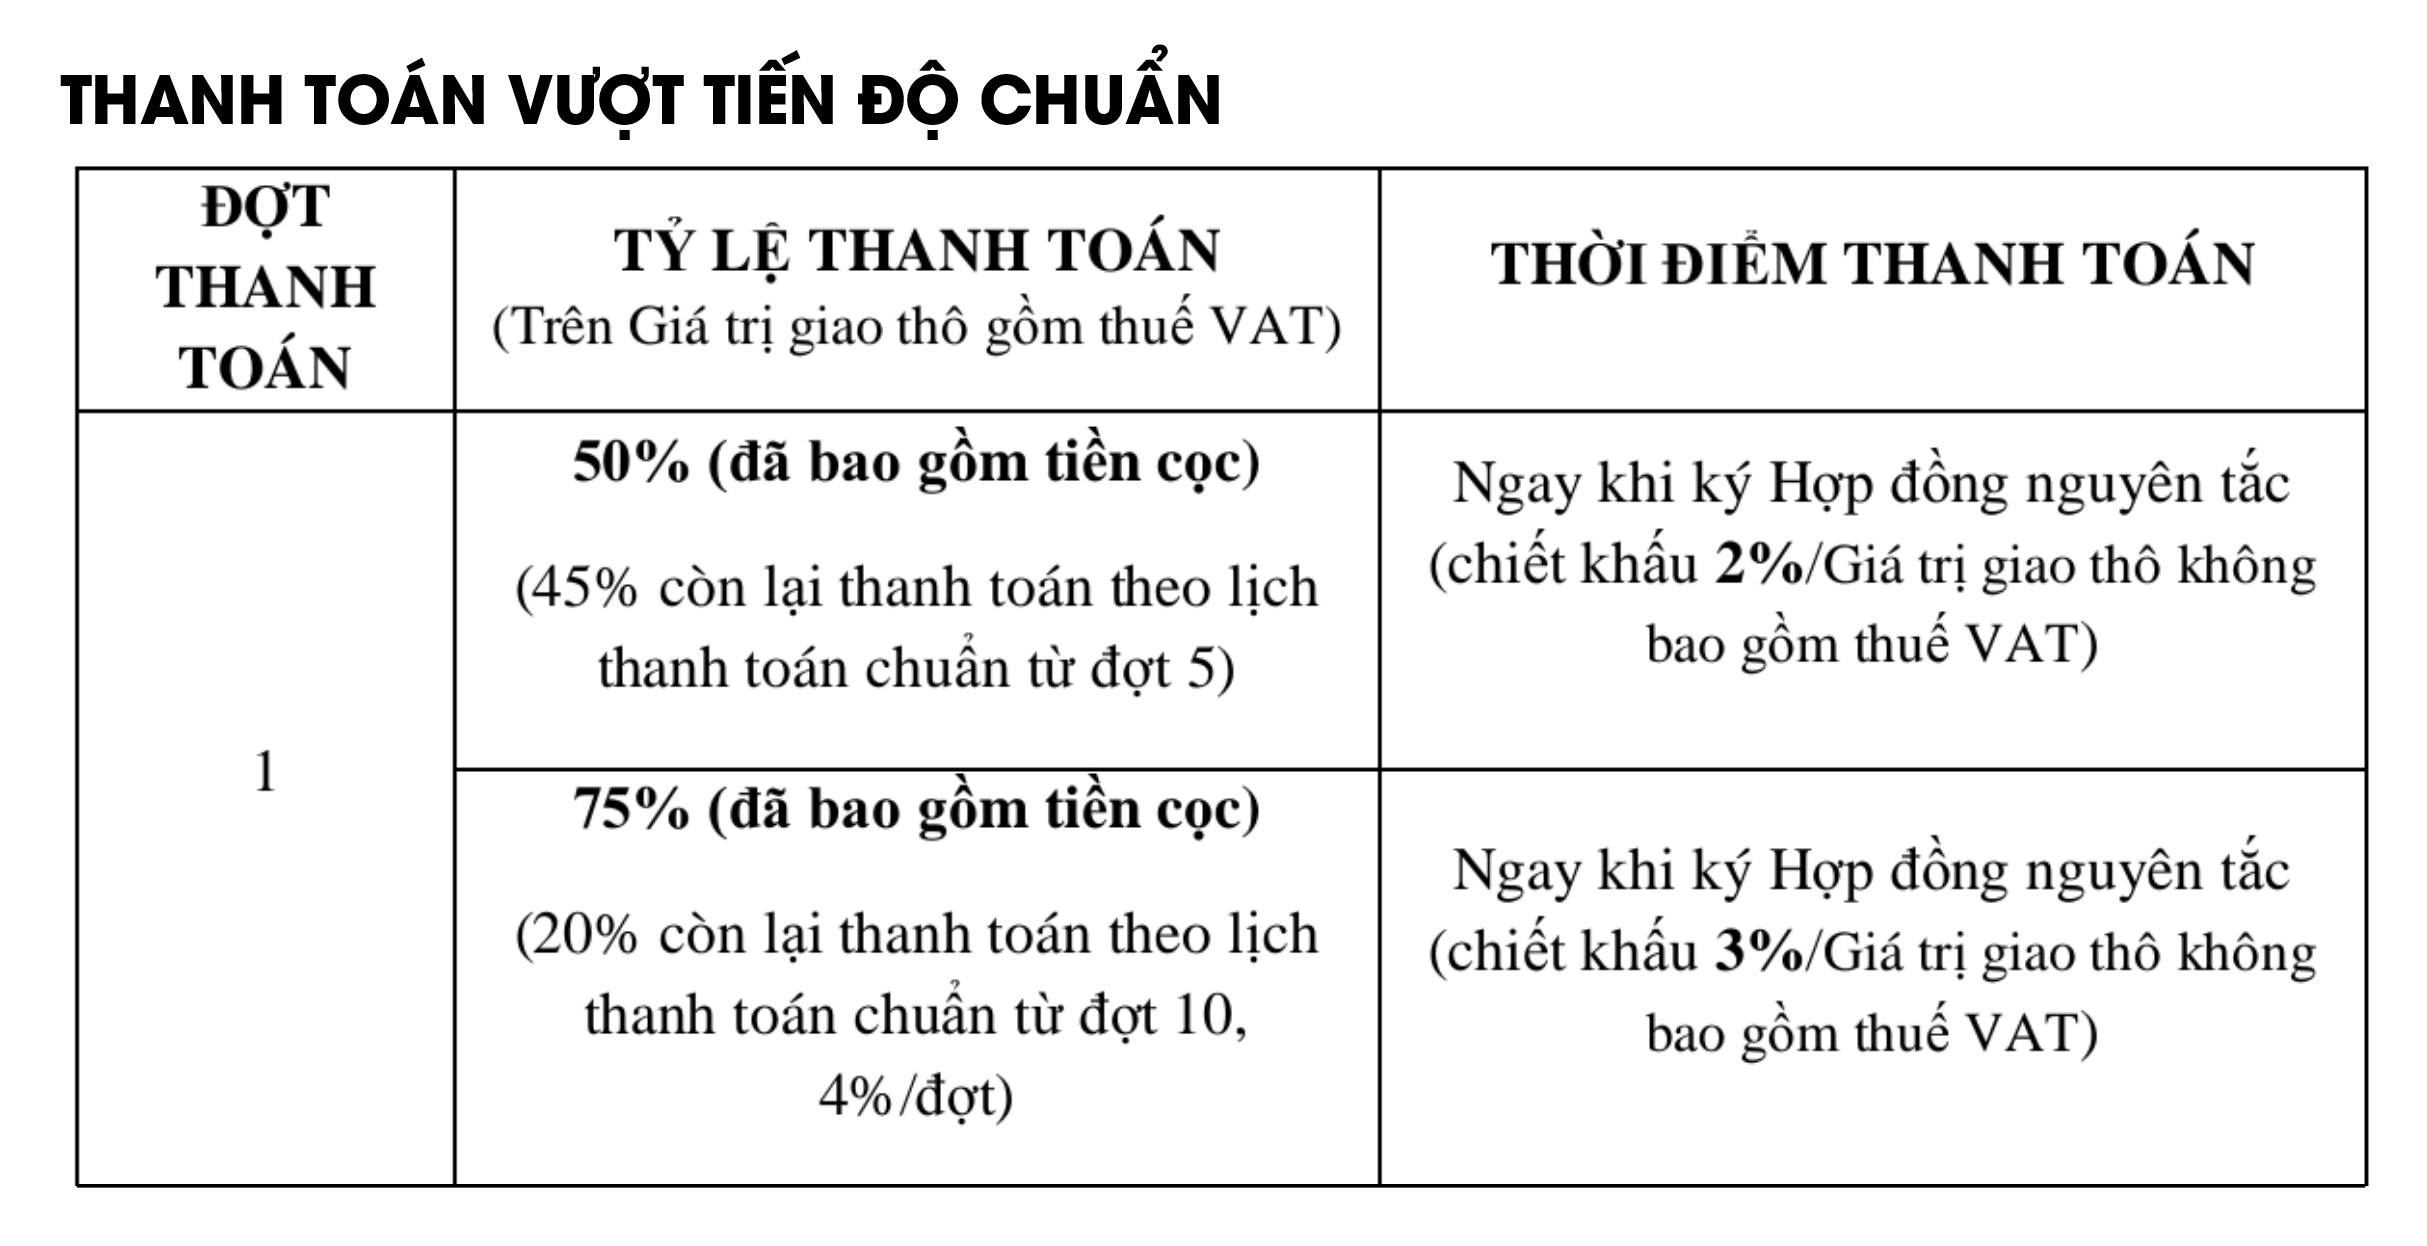 THANH TOÁN VƯỢT TIẾN ĐỘ CHUẨN
ĐỢT
THANH
TOÁN
TỶ LỆ THANH TOÁN
(Trên Giá trị giao thô gồm thuế VAT)
THỜI ĐIỂM THANH TOÁN
1
50% (đã bao gồm tiền cọc)
(45% còn lại thanh toán theo lịch
thanh toán chuẩn từ đợt 5)
Ngay khi ký Hợp đồng nguyên tắc
(chiết khấu 2%/Giá trị giao thô không
bao gồm thuế VAT)
75% (đã bao gồm tiền cọc)
(20% còn lại thanh toán theo lịch
thanh toán chuẩn từ đợt 10,
4%/đợt)
Ngay khi ký Hợp đồng nguyên tắc
(chiết khấu 3%/Giá trị giao thô không
bao gồm thuế VAT)